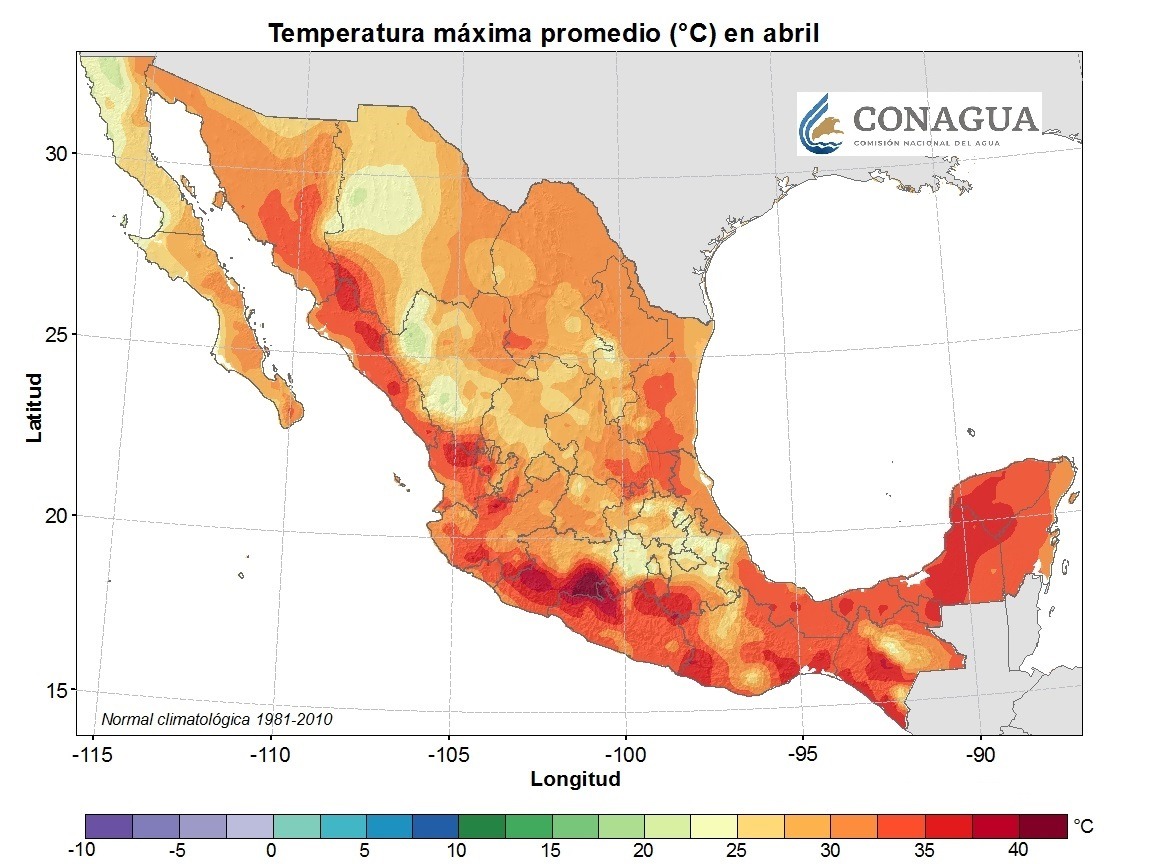 Temperatura máxima promedio (°C) en abril
CONAGUA
COMISIÓN NACIONAL DEL AGUA
30
25
20
15
Latitud
Normal climatológica 1981-2010
-115 -110 -105 -100 -95 -90
Longitud
°C
-10 -5 0 5 10 15 20 25 30 35 40